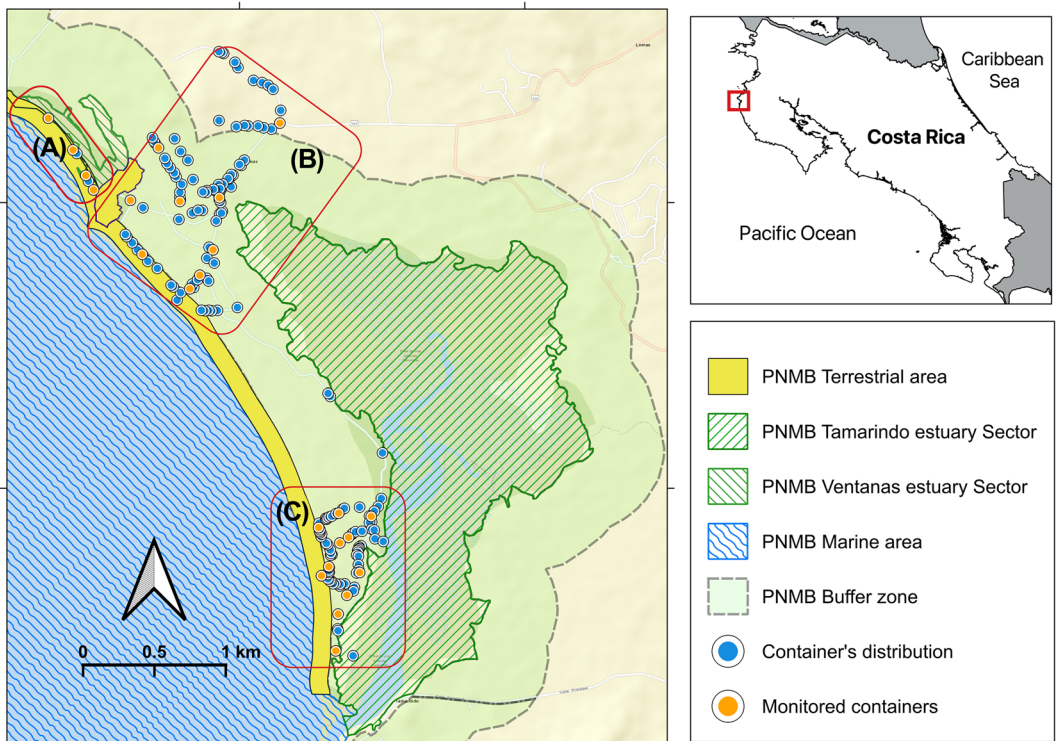 Lomas
(A)
(B)
(C)
0 0.5 1 km
Caribbean
Sea
Costa Rica
Pacific Ocean
PNMB Terrestrial area
PNMB Tamarindo estuary Sector
PNMB Ventanas estuary Sector
PNMB Marine area
PNMB Buffer zone
Container's distribution
Monitored containers